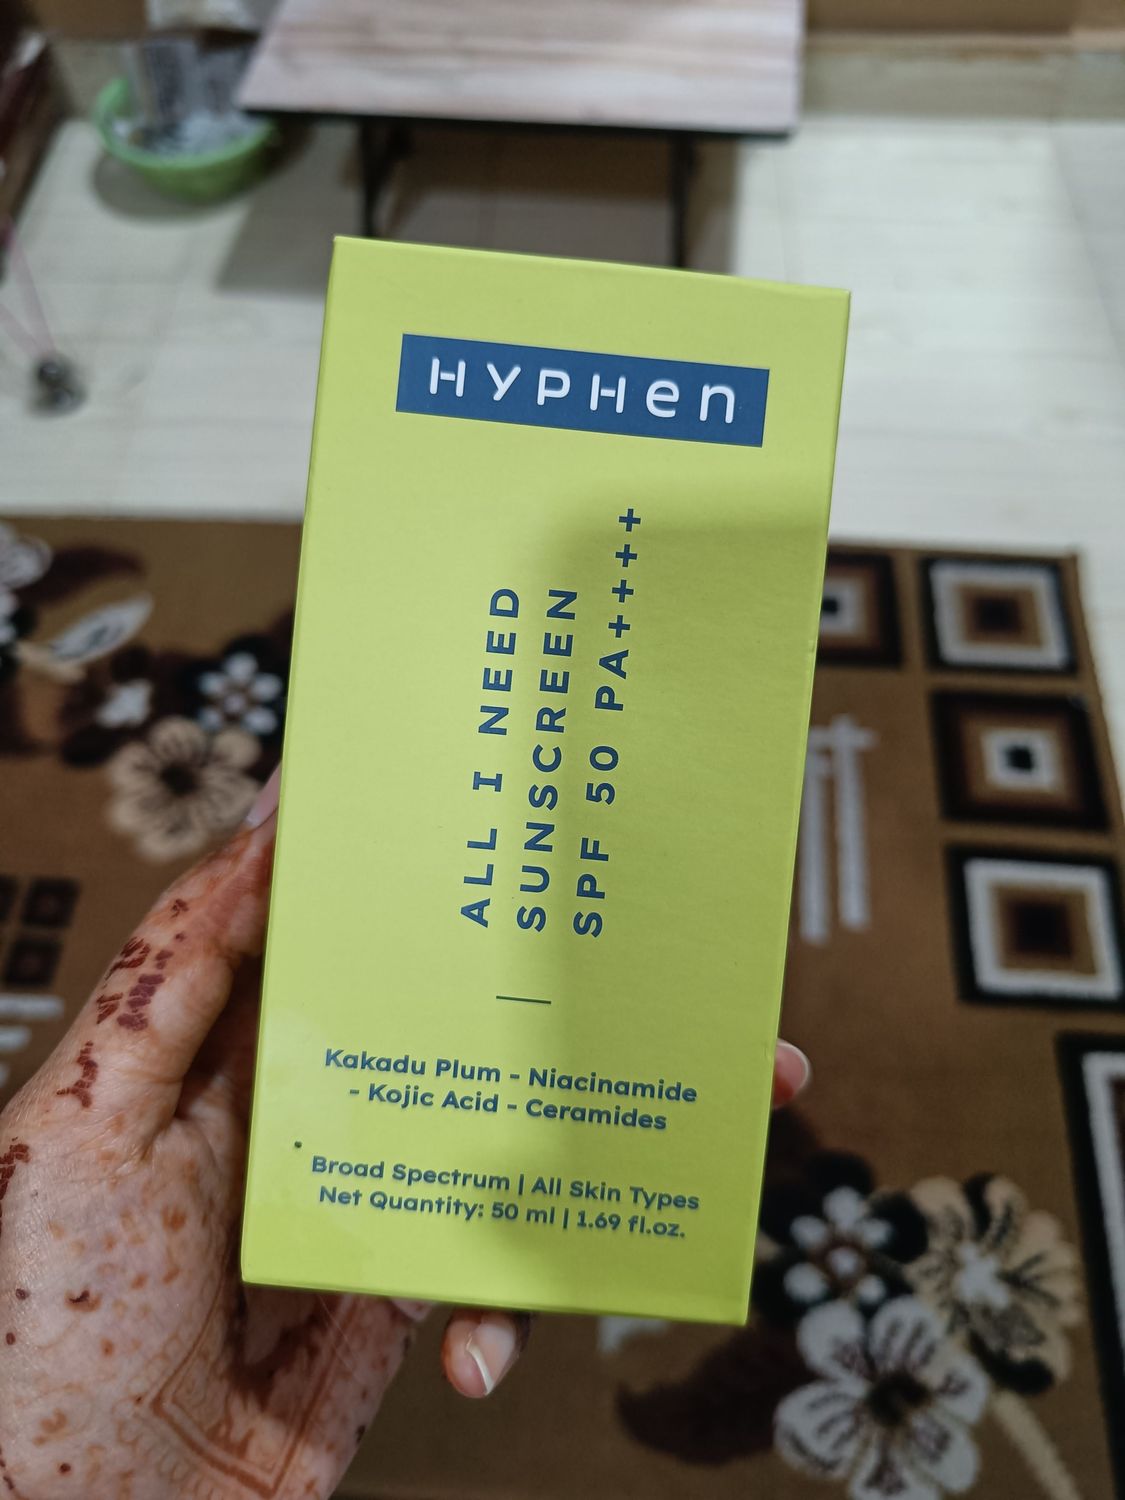 HYPHen
ALL I NEED
SUNSCREEN
SPF 50 PA++++
Kakadu Plum - Niacinamide
- Kojic Acid - Ceramides
Broad Spectrum | All Skin Types
Net Quantity: 50 ml | 1.69 fl.oz.